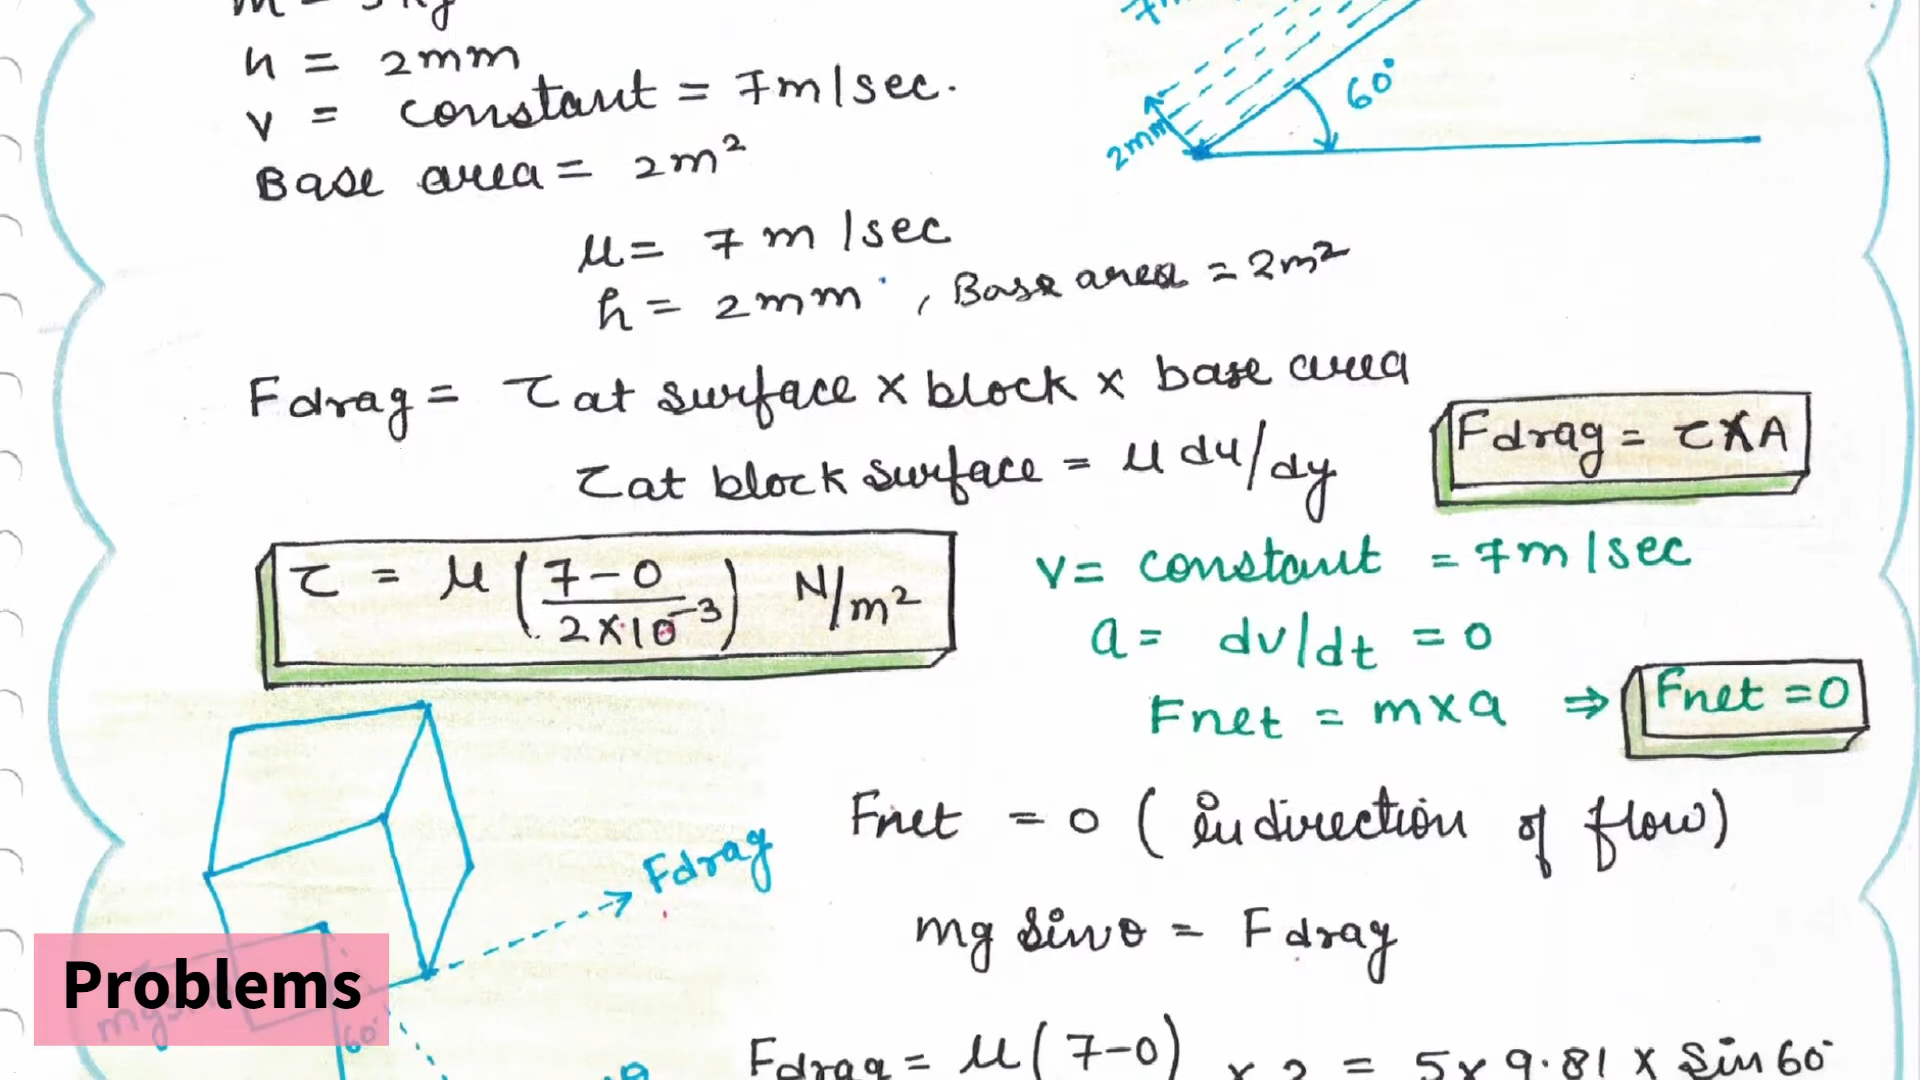 h = 2mm
v = constant = 7m/sec.
Base area = 2m²
7m
2mm
60°
μ = 7 m/sec
h = 2mm , Base area = 2m²
Fdrag = τ at surface × block × base area
τ at block surface = μ du/dy
Fdrag = τ×A
τ = μ (7-0 / 2×10⁻³) N/m²
v = constant = 7m/sec
a = dv/dt = 0
Fnet = m×a ⇒ Fnet = 0
Fnet = 0 (in direction of flow)
Fdrag
mg sinθ = Fdrag
Problems
60°
Fdrag = μ(7-0) × 2 = 5×9.81 × sin60°